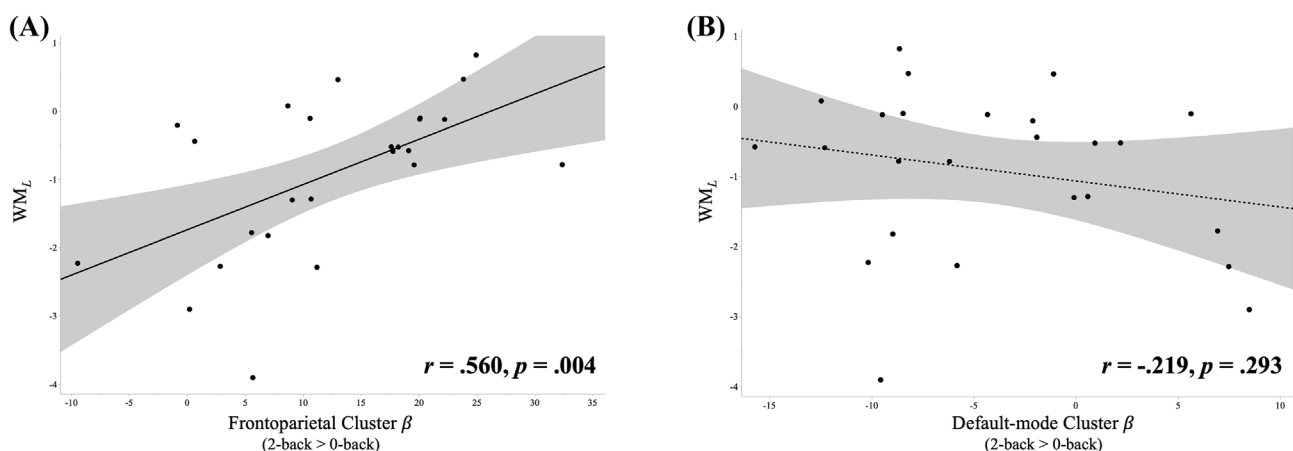 (A)
1
0
-1
-2
-3
-4
WM_L
r = .560, p = .004
-10 -5 0 5 10 15 20 25 30 35
Frontoparietal Cluster β
(2-back > 0-back)
(B)
1
0
-1
-2
-3
-4
WM_L
r = -.219, p = .293
-15 -10 -5 0 5 10
Default-mode Cluster β
(2-back > 0-back)